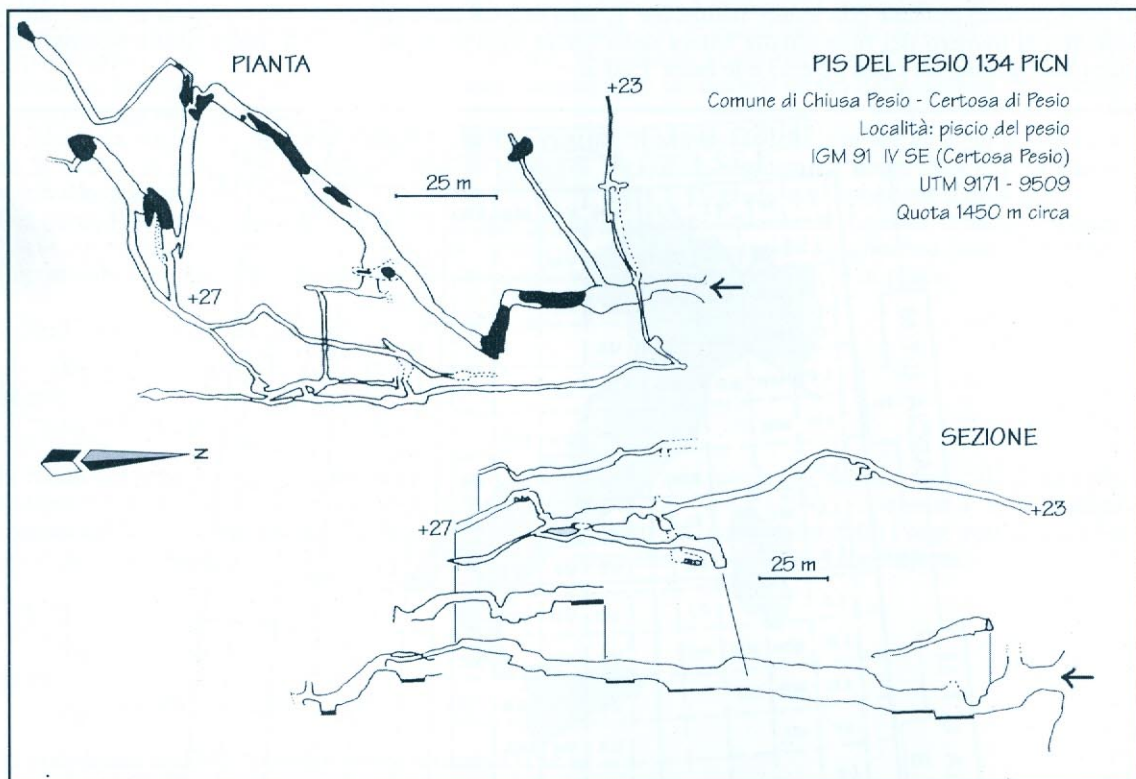 PIANTA
+23
PIS DEL PESIO 134 PiCN
Comune di Chiusa Pesio - Certosa di Pesio
Località: piscio del pesio
IGM 91 IV SE (Certosa Pesio)
UTM 9171 - 9509
Quota 1450 m circa
25 m
+27
N
SEZIONE
+27
+23
25 m